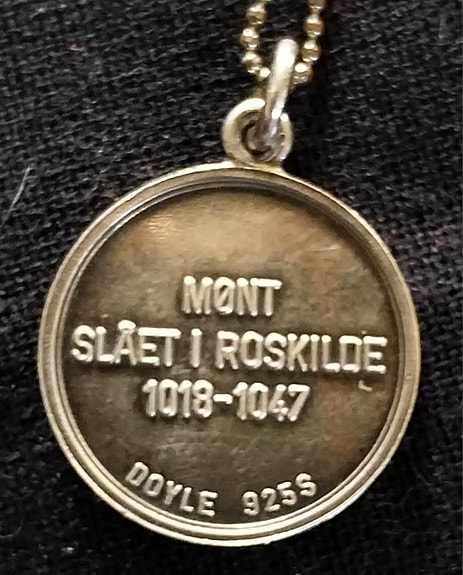 MØNT
SLÅET I ROSKILDE
1018-1047
DOYLE 925S